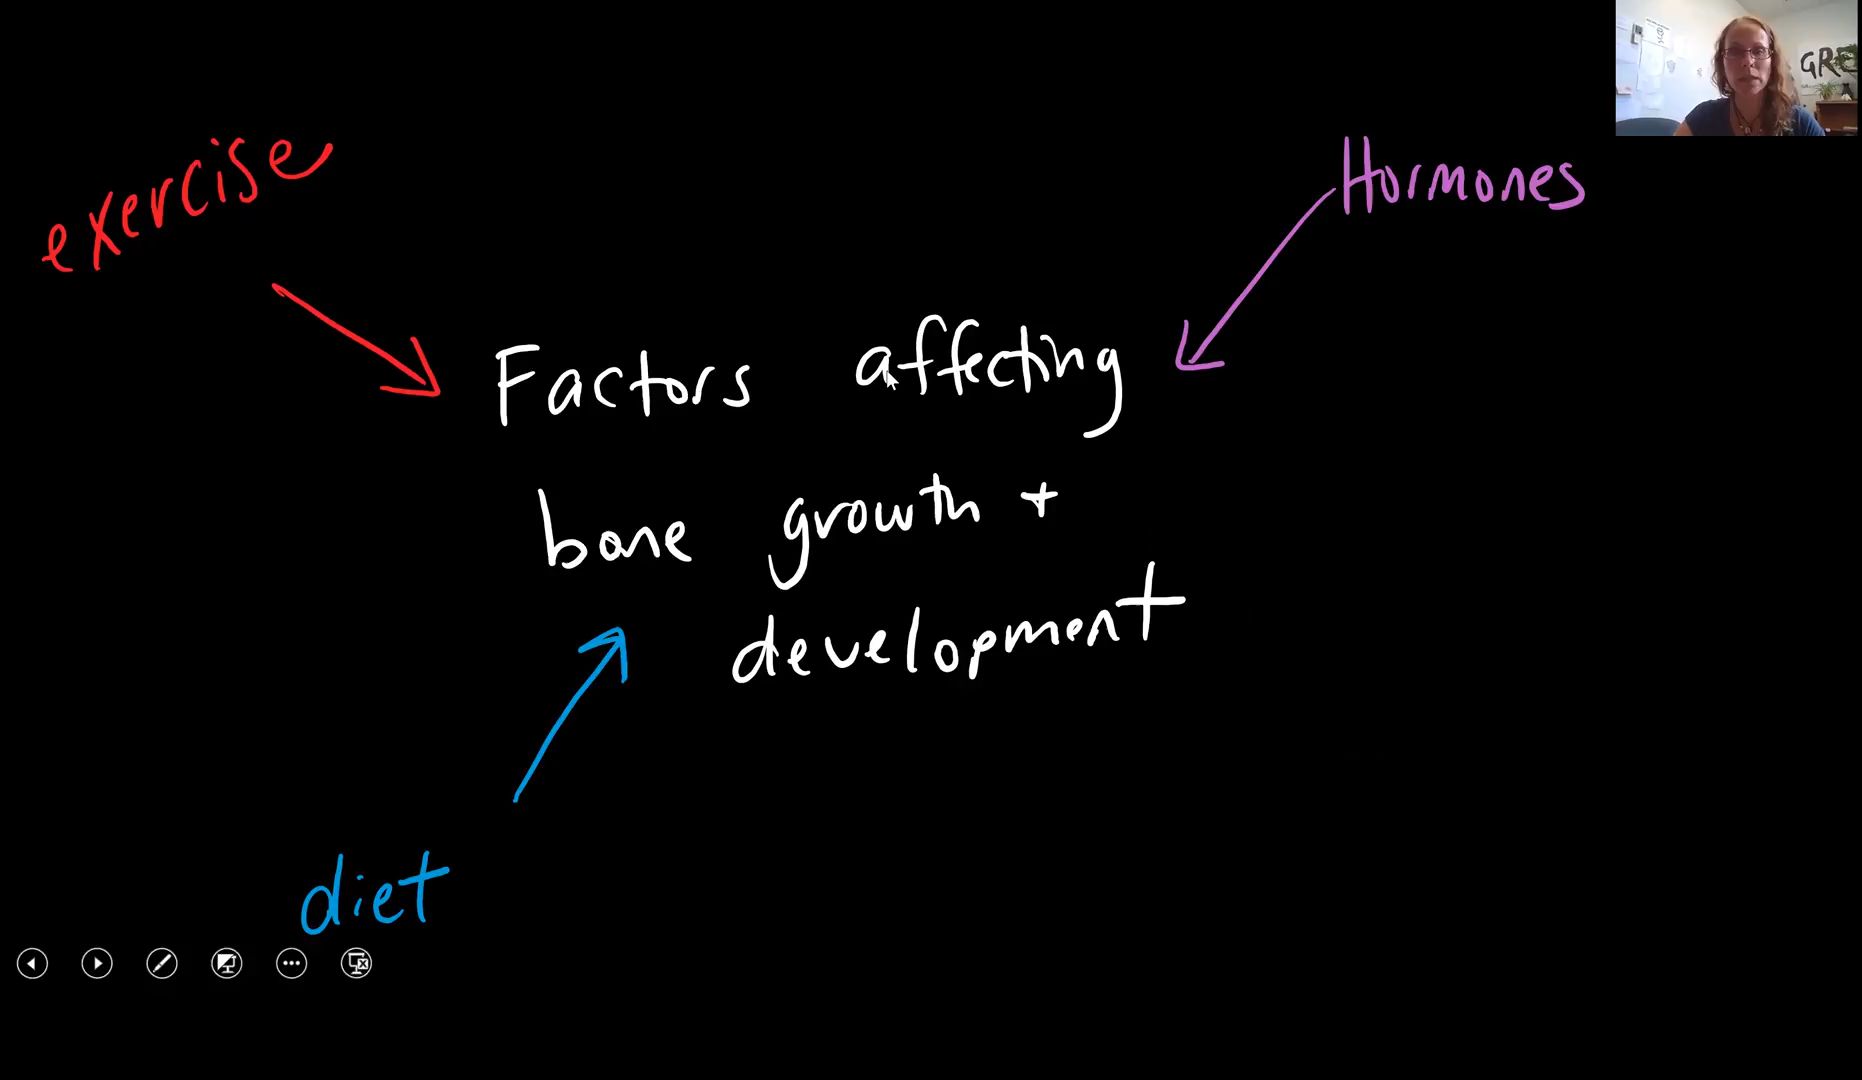 exercise
Hormones
Factors affecting
bone growth +
development
diet